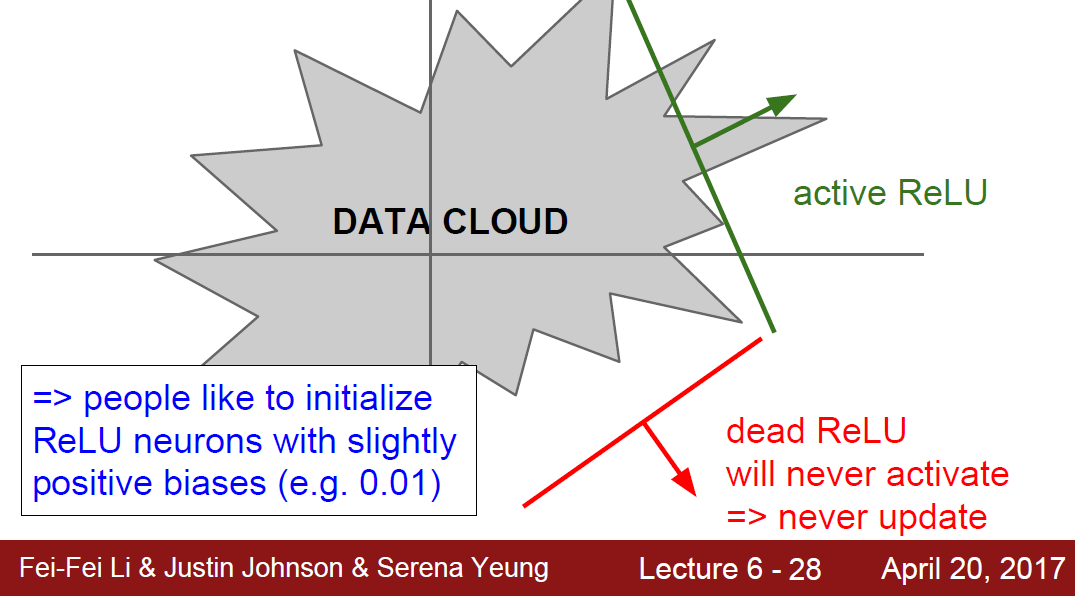 DATA CLOUD
active ReLU
=> people like to initialize
ReLU neurons with slightly
positive biases (e.g. 0.01)
dead ReLU
will never activate
=> never update
Fei-Fei Li & Justin Johnson & Serena Yeung
Lecture 6 - 28
April 20, 2017